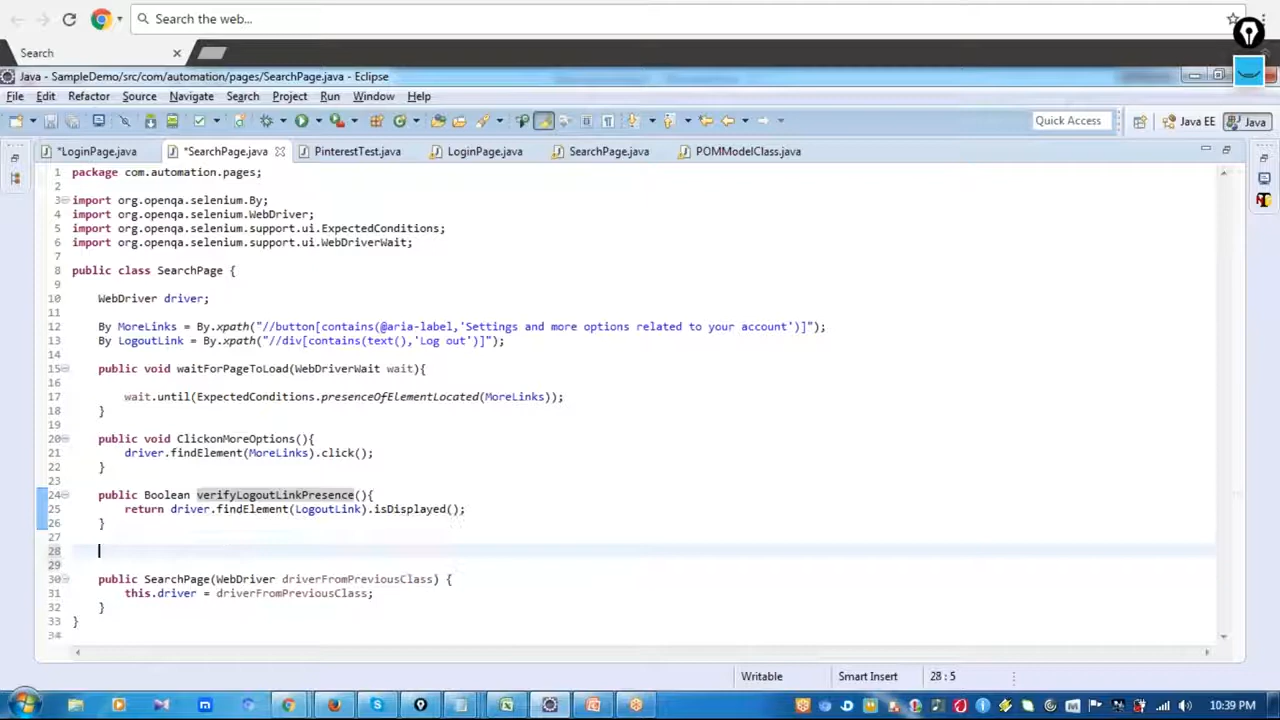 Search the web...
Search
Java - SampleDemo/src/com/automation/pages/SearchPage.java - Eclipse
File Edit Refactor Source Navigate Search Project Run Window Help
Quick Access Java EE Java
*LoginPage.java *SearchPage.java PinterestTest.java LoginPage.java SearchPage.java POMModelClass.java
1 package com.automation.pages;
2
3 import org.openqa.selenium.By;
4 import org.openqa.selenium.WebDriver;
5 import org.openqa.selenium.support.ui.ExpectedConditions;
6 import org.openqa.selenium.support.ui.WebDriverWait;
7
8 public class SearchPage {
9
10 WebDriver driver;
11
12 By MoreLinks = By.xpath("//button[contains(@aria-label,'Settings and more options related to your account')]");
13 By LogoutLink = By.xpath("//div[contains(text(),'Log out')]");
14
15 public void waitForPageToLoad(WebDriverWait wait){
16
17 wait.until(ExpectedConditions.presenceOfElementLocated(MoreLinks));
18 }
19
20 public void ClickonMoreOptions(){
21 driver.findElement(MoreLinks).click();
22 }
23
24 public Boolean verifyLogoutLinkPresence(){
25 return driver.findElement(LogoutLink).isDisplayed();
26 }
27
28
29
30 public SearchPage(WebDriver driverFromPreviousClass) {
31 this.driver = driverFromPreviousClass;
32 }
33 }
34
Writable Smart Insert 28 : 5
10:39 PM